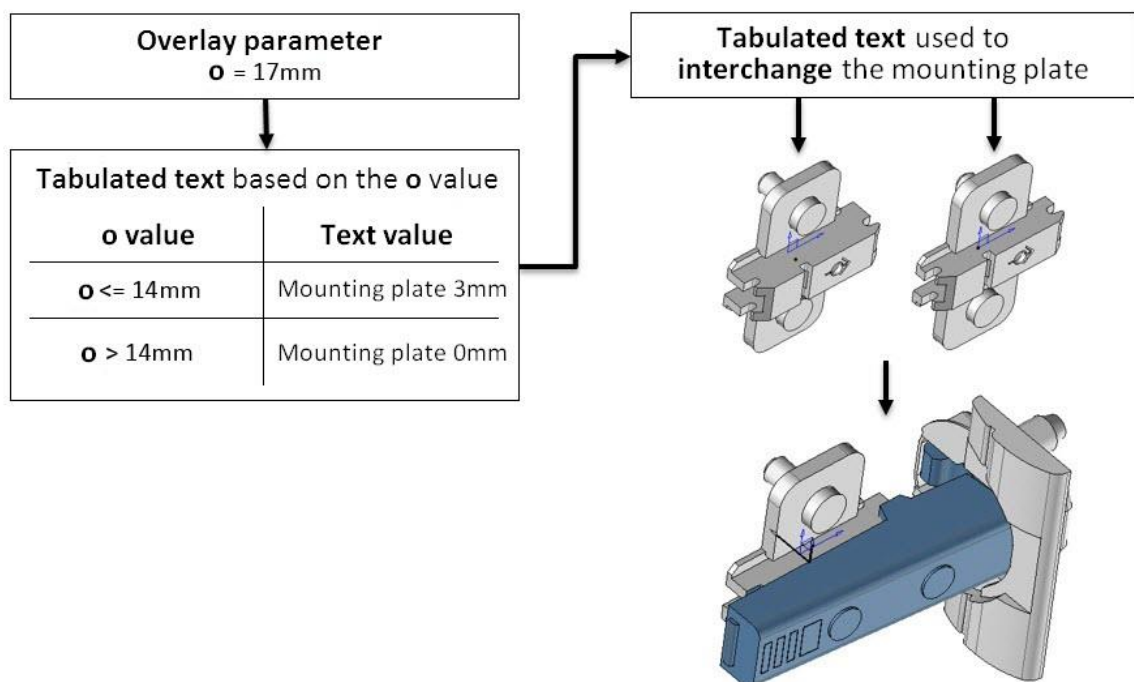 Overlay parameter
o = 17mm
Tabulated text based on the o value
o value Text value
o <= 14mm Mounting plate 3mm
o > 14mm Mounting plate 0mm
Tabulated text used to
interchange the mounting plate